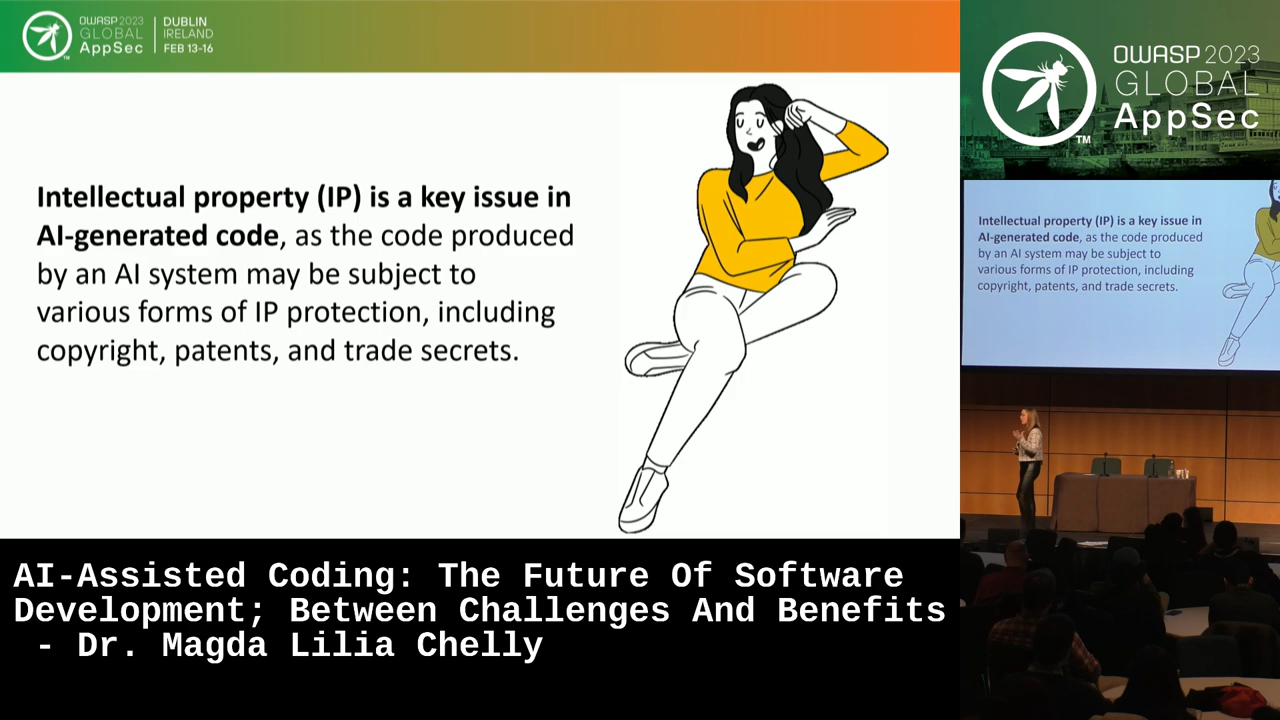 OWASP 2023
GLOBAL
AppSec
TM
DUBLIN
IRELAND
FEB 13-16
Intellectual property (IP) is a key issue in
AI-generated code, as the code produced
by an AI system may be subject to
various forms of IP protection, including
copyright, patents, and trade secrets.
OWASP 2023
GLOBAL
AppSec
TM
Intellectual property (IP) is a key issue in
AI-generated code, as the code produced
by an AI system may be subject to
various forms of IP protection, including
copyright, patents, and trade secrets.
AI-Assisted Coding: The Future Of Software
Development; Between Challenges And Benefits
- Dr. Magda Lilia Chelly